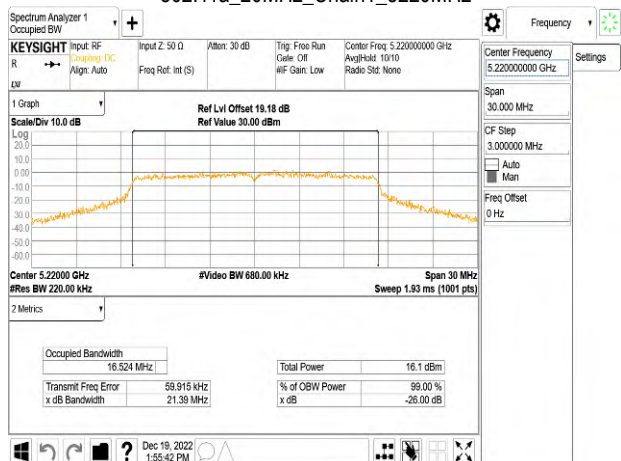 802.11a_20MHz_Chain1_5220MHz
Spectrum Analyzer 1
Occupied BW
+
Frequency
Settings
KEYSIGHT
R
Input: RF
Coupling: DC
Align: Auto
Input Z: 50 Ω
Freq Ref: Int (S)
Atten: 30 dB
Trig: Free Run
Gate: Off
#IF Gain: Low
Center Freq: 5.220000000 GHz
Avg|Hold: 10/10
Radio Std: None
Center Frequency
5.220000000 GHz
Span
30.000 MHz
CF Step
3.000000 MHz
Auto
Man
Freq Offset
0 Hz
1 Graph
Scale/Div 10.0 dB
Ref Lvl Offset 19.18 dB
Ref Value 30.00 dBm
Log
20.0
10.0
0.00
-10.0
-20.0
-30.0
-40.0
-50.0
-60.0
Center 5.22000 GHz
#Res BW 220.00 kHz
#Video BW 680.00 kHz
Span 30 MHz
Sweep 1.93 ms (1001 pts)
2 Metrics
Occupied Bandwidth
16.524 MHz
Total Power 16.1 dBm
Transmit Freq Error 59.915 kHz
% of OBW Power 99.00 %
x dB Bandwidth 21.39 MHz
x dB -26.00 dB
?
Dec 19, 2022
1:55:42 PM